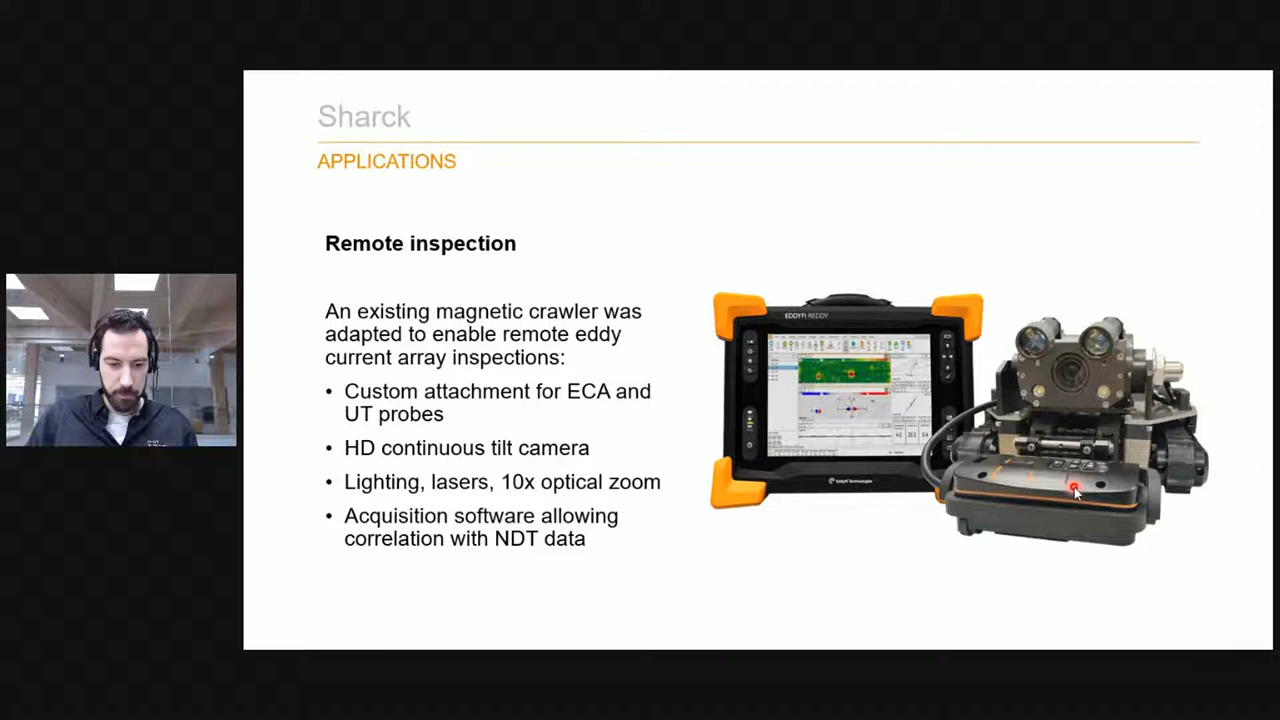 Sharck
APPLICATIONS
Remote inspection
An existing magnetic crawler was
adapted to enable remote eddy
current array inspections:
• Custom attachment for ECA and
UT probes
• HD continuous tilt camera
• Lighting, lasers, 10x optical zoom
• Acquisition software allowing
correlation with NDT data
EDDYFI REDDY
Eddyfi Technologies